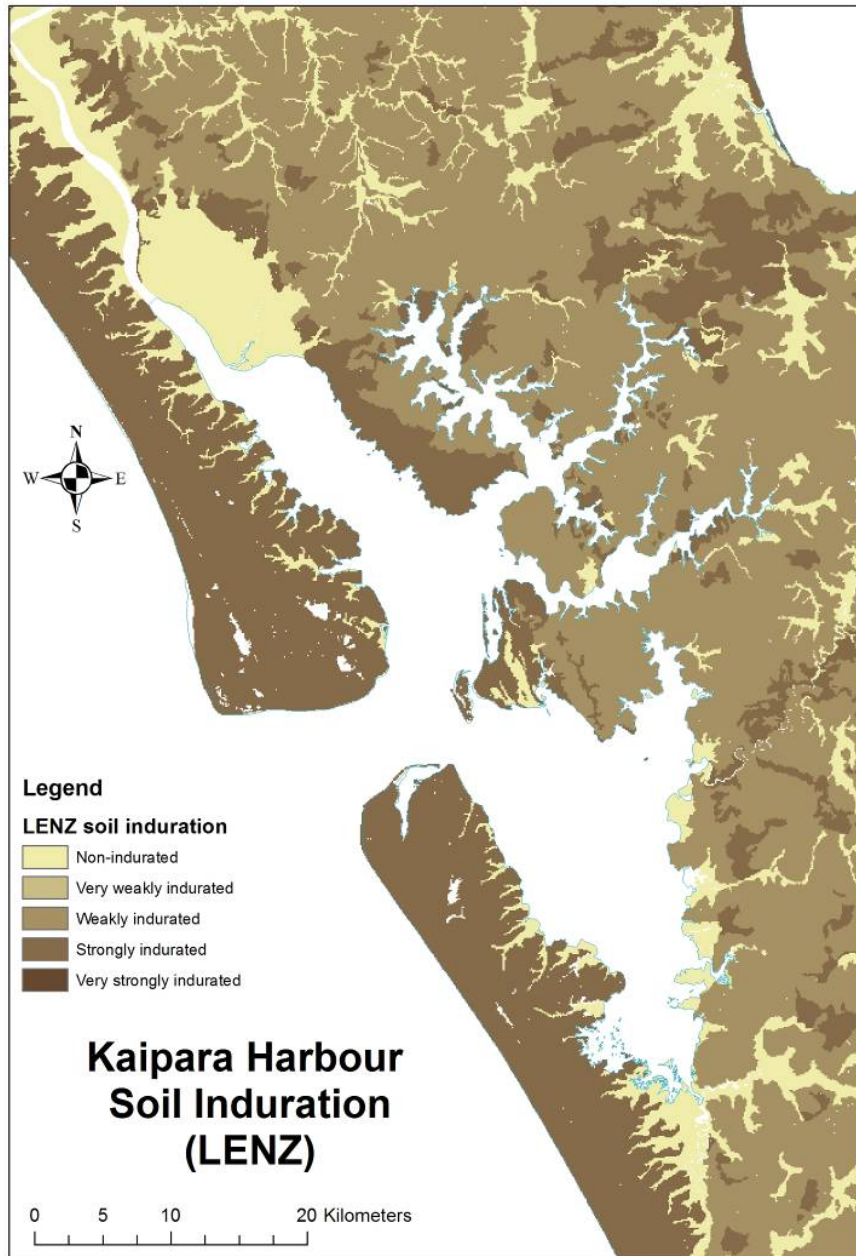 N
W E
S
Legend
LENZ soil induration
Non-indurated
Very weakly indurated
Weakly indurated
Strongly indurated
Very strongly indurated
Kaipara Harbour
Soil Induration
(LENZ)
0 5 10 20 Kilometers